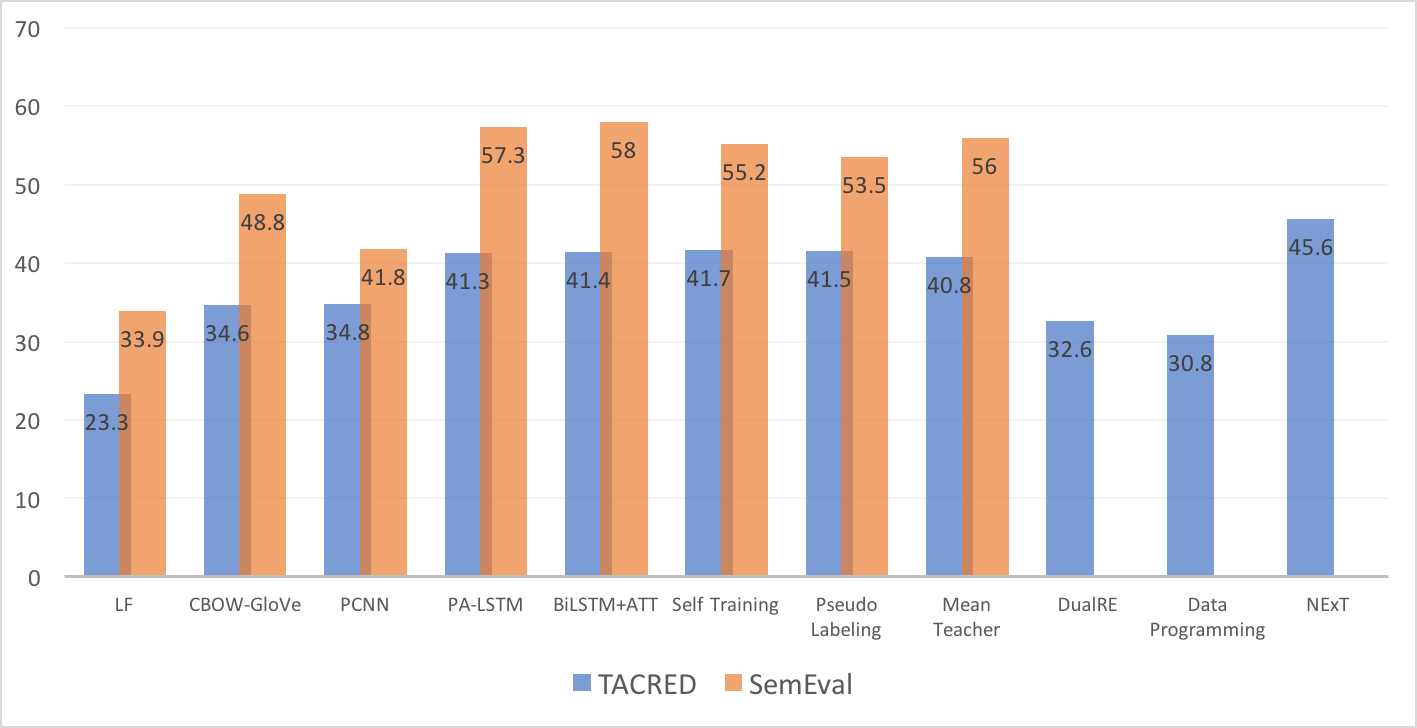 70
60
50
40
30
20
10
0
23.3
33.9
34.6
48.8
34.8
41.8
41.3
57.3
41.4
58
41.7
55.2
41.5
53.5
40.8
56
32.6
30.8
45.6
LF
CBOW-GloVe
PCNN
PA-LSTM
BiLSTM+ATT
Self Training
Pseudo
Labeling
Mean
Teacher
DualRE
Data
Programming
NExT
TACRED
SemEval